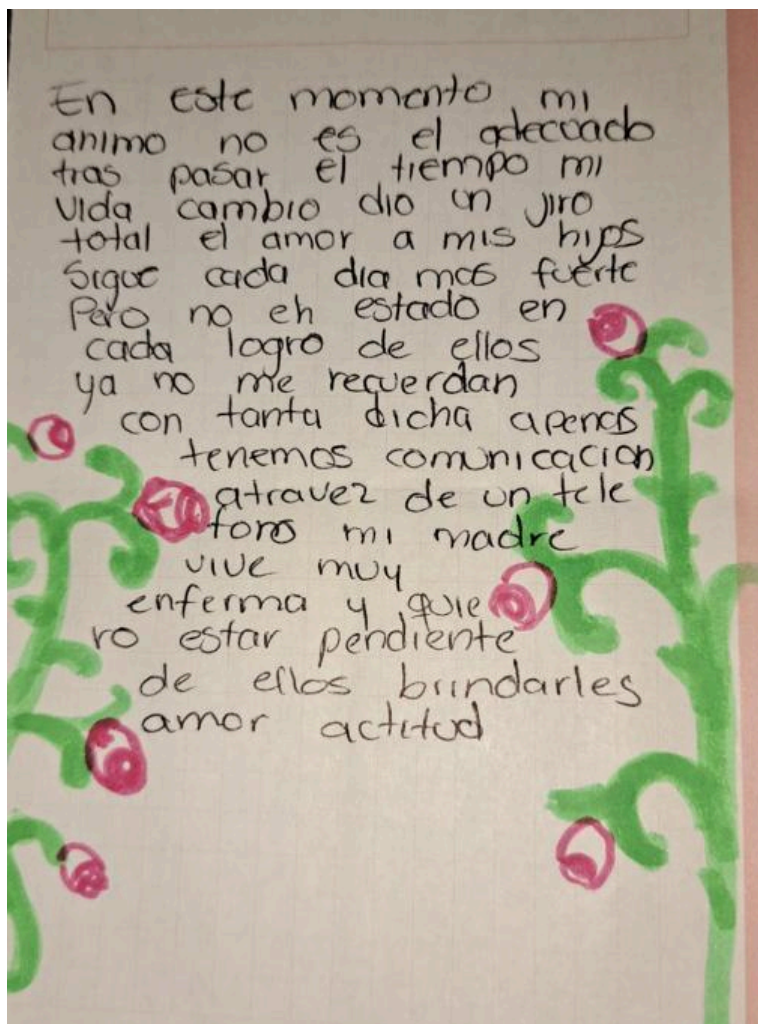 En este momento mi
animo no es el adecuado
tras pasar el tiempo mi
vida cambio dio un jiro
total el amor a mis hijos
sigue cada dia mas fuerte
Pero no eh estado en
cada logro de ellos
ya no me recuerdan
con tanta dicha apenas
tenemos comunicacion
atravez de un tele
fono mi madre
vive muy
enferma y quie
ro estar pendiente
de ellos brindarles
amor actitud